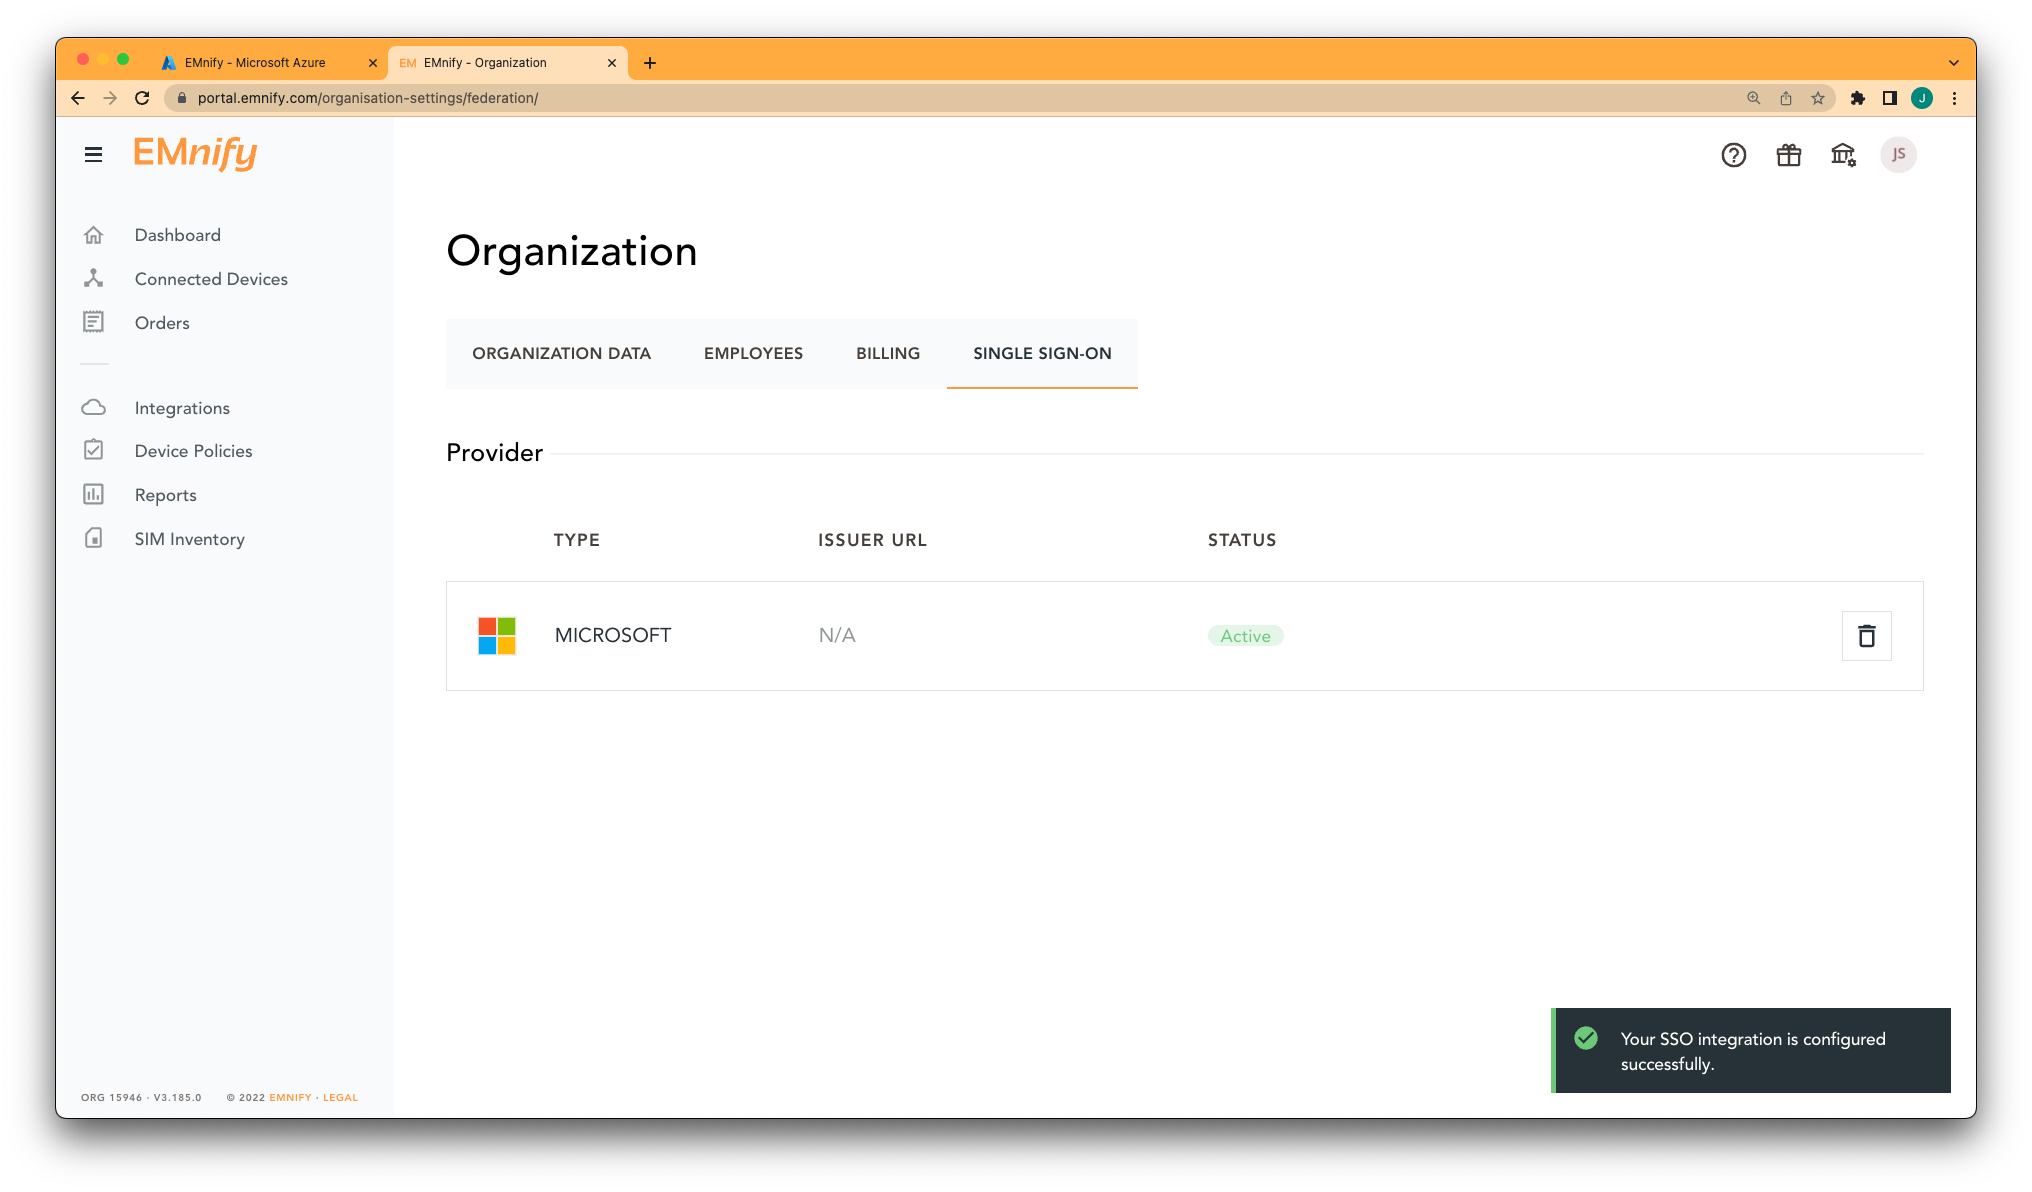 EMnify - Microsoft Azure
EM EMnify - Organization
portal.emnify.com/organisation-settings/federation/
J
EMnify
JS
Dashboard
Connected Devices
Orders
Integrations
Device Policies
Reports
SIM Inventory
Organization
ORGANIZATION DATA EMPLOYEES BILLING SINGLE SIGN-ON
Provider
TYPE ISSUER URL STATUS
MICROSOFT N/A Active
Your SSO integration is configured
successfully.
ORG 15946 · V3.185.0 © 2022 EMNIFY · LEGAL